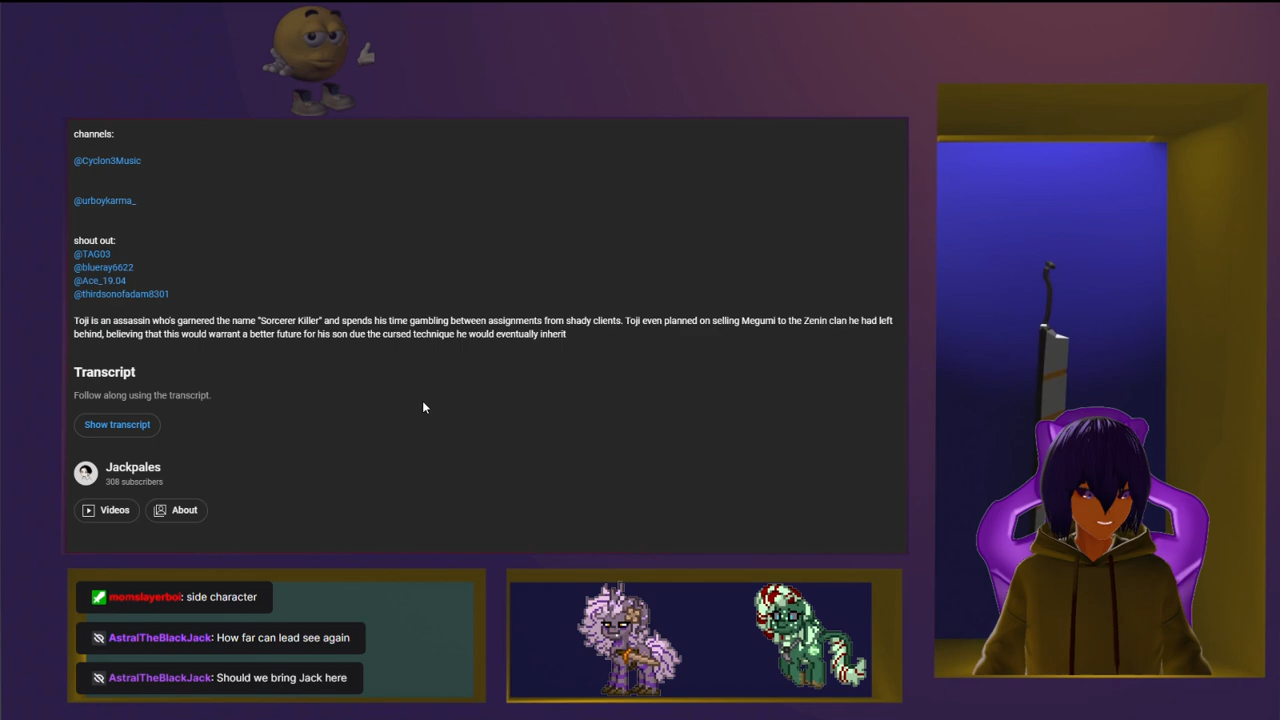 channels:
@Cyclon3Music
@urboykarma_
shout out:
@TAG03
@blueray6622
@Ace_19.04
@thirdsonofadam8301
Toji is an assassin who's garnered the name "Sorcerer Killer" and spends his time gambling between assignments from shady clients. Toji even planned on selling Megumi to the Zenin clan he had left
behind, believing that this would warrant a better future for his son due the cursed technique he would eventually inherit
Transcript
Follow along using the transcript.
Show transcript
Jackpales
308 subscribers
Videos
About
momslayerboi: side character
AstralTheBlackJack: How far can lead see again
AstralTheBlackJack: Should we bring Jack here